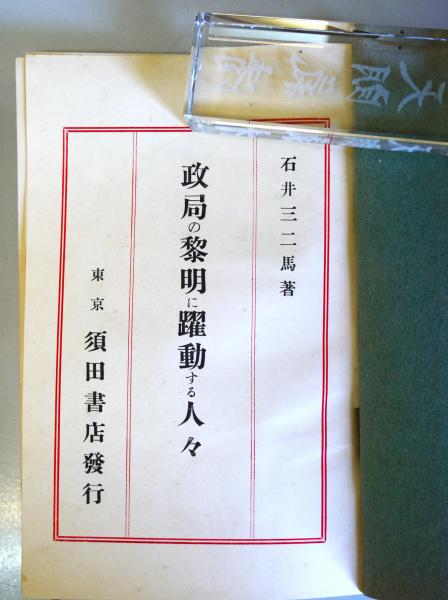 石井三二馬著
政局の黎明に躍動する人々
東京 須田書店發行